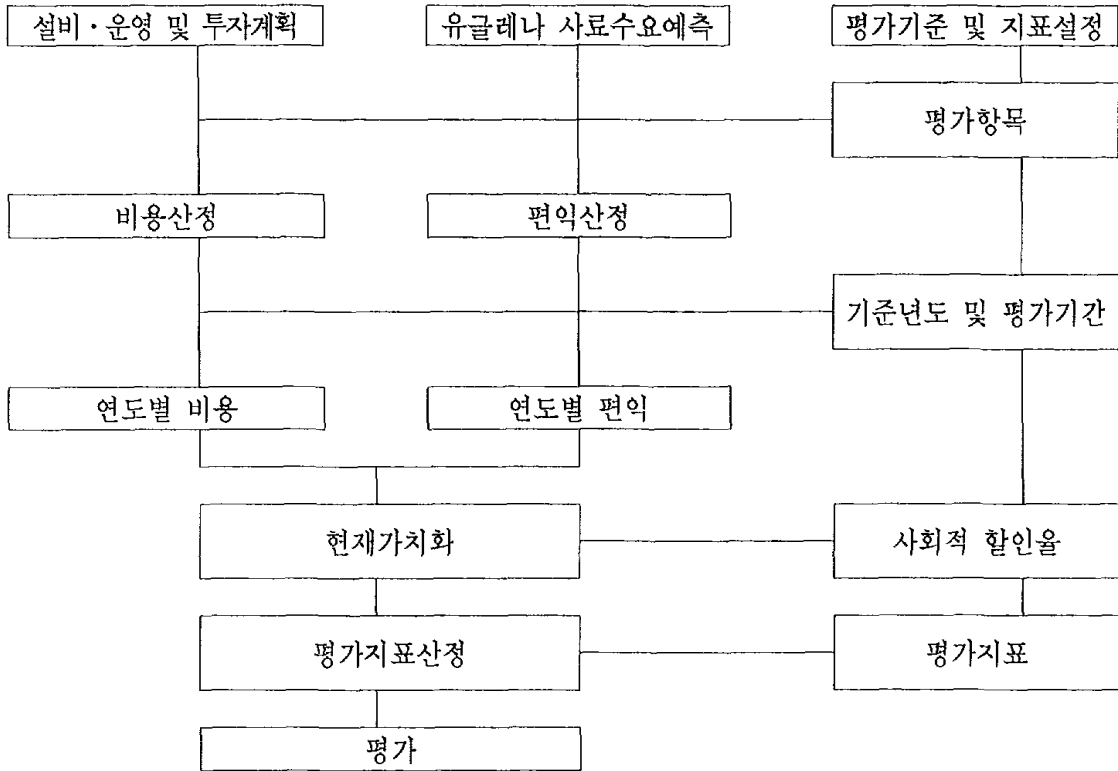 설비·운영 및 투자계획
유글레나 사료수요예측
평가기준 및 지표설정
평가항목
비용산정
편익산정
기준년도 및 평가기간
연도별 비용
연도별 편익
현재가치화
사회적 할인율
평가지표산정
평가지표
평가